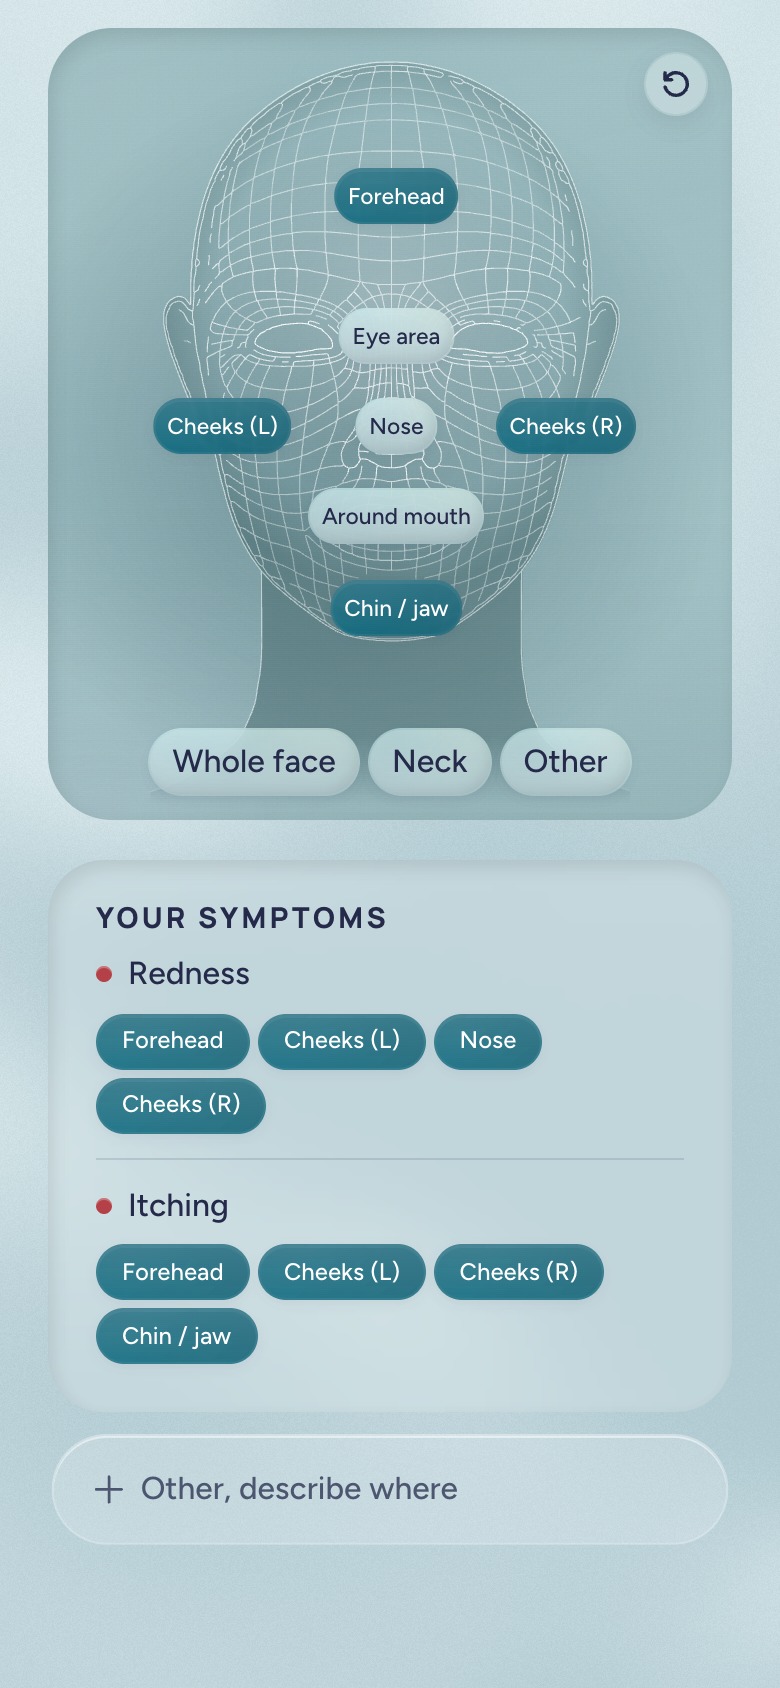 Forehead
Eye area
Cheeks (L) Nose Cheeks (R)
Around mouth
Chin / jaw
Whole face Neck Other
YOUR SYMPTOMS
Redness
Forehead Cheeks (L) Nose
Cheeks (R)
Itching
Forehead Cheeks (L) Cheeks (R)
Chin / jaw
Other, describe where